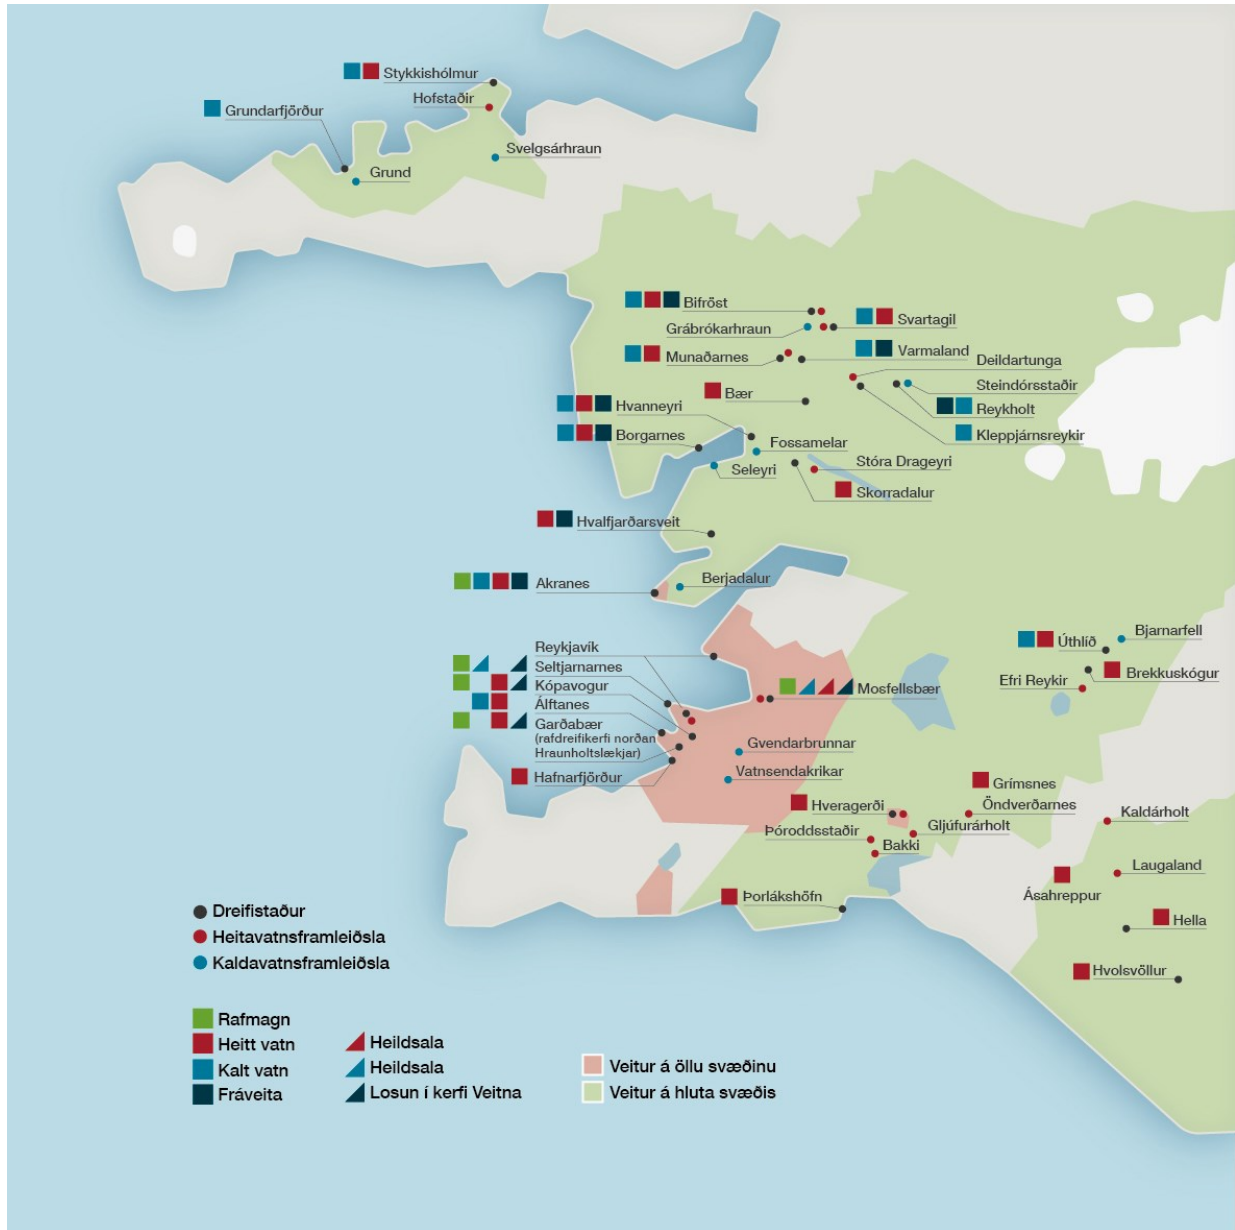 Stykkishólmur
Hofstaðir
Grundarfjörður
Svelgsárhraun
Grund
Bifröst
Grábrókarhraun
Svartagil
Munaðarnes
Varmaland
Deildartunga
Steindórsstaðir
Bær
Reykholt
Hvanneyri
Kleppjárnsreykir
Borgarnes
Fossamelar
Seleyri
Stóra Drageyri
Skorradalur
Hvalfjarðarsveit
Akranes
Berjadalur
Reykjavík
Seltjarnarnes
Kópavogur
Álftanes
Garðabær
(rafdreifikerfi norðan
Hraunholtslækjar)
Hafnarfjörður
Mosfellsbær
Gvendarbrunnar
Vatnsendakrikar
Úthlíð
Bjarnarfell
Brekkuskógur
Efri Reykir
Grímsnes
Öndverðarnes
Hveragerði
Gljúfurárholt
Þóroddsstaðir
Bakki
Kaldárholt
Laugaland
Ásahreppur
Þorlákshöfn
Hella
Hvolsvöllur
Dreifistaður
Heitavatnsframleiðsla
Kaldavatnsframleiðsla
Rafmagn
Heitt vatn
Kalt vatn
Fráveita
Heildsala
Heildsala
Losun í kerfi Veitna
Veitur á öllu svæðinu
Veitur á hluta svæðis